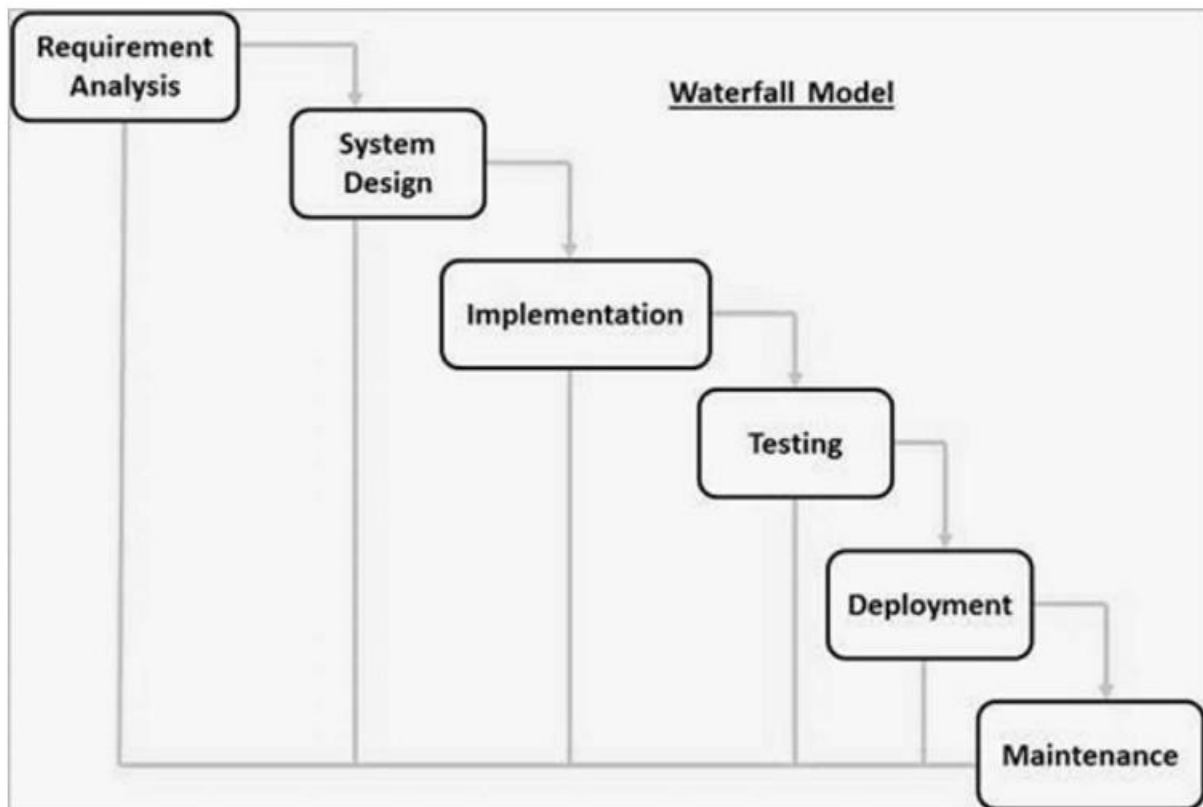 Requirement
Analysis
Waterfall Model
System
Design
Implementation
Testing
Deployment
Maintenance